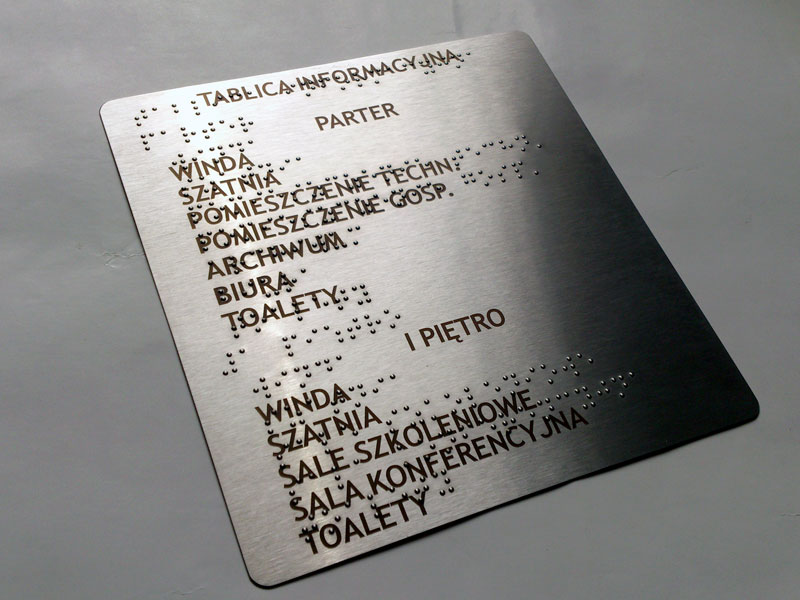 TABLICA INFORMACYJNA
PARTER
WINDA
SZATNIA
POMIESZCZENIE TECHN.
POMIESZCZENIE GOSP.
ARCHIWUM
BIURA
TOALETY
I PIĘTRO
WINDA
SZATNIA
SALE SZKOLENIOWE
SALA KONFERENCYJNA
TOALETY